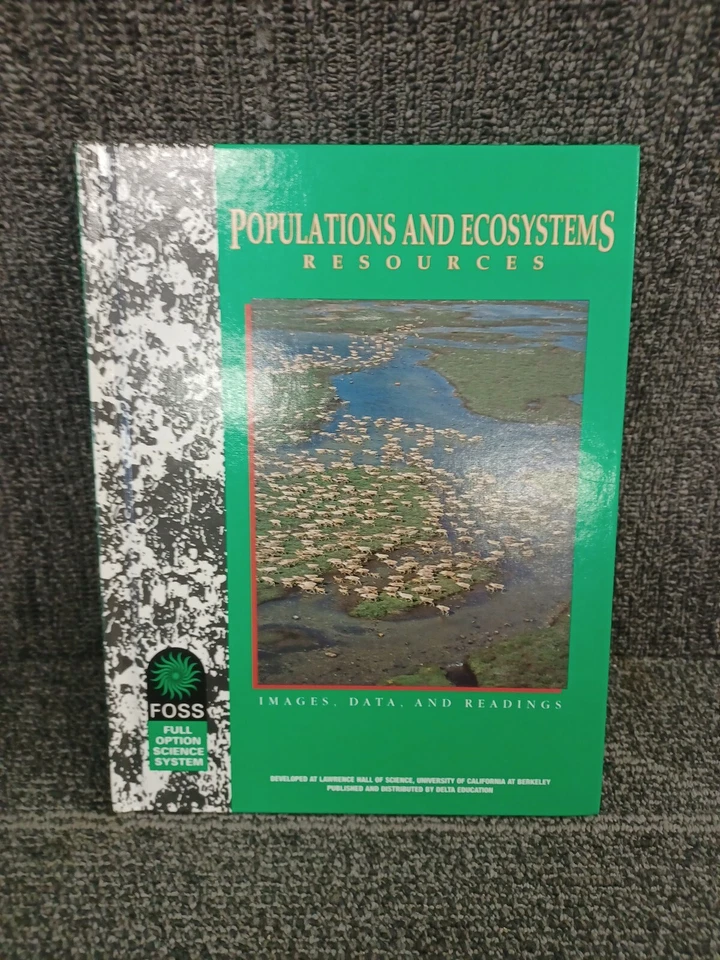 POPULATIONS AND ECOSYSTEMS
RESOURCES
IMAGES, DATA, AND READINGS
FOSS
FULL
OPTION
SCIENCE
SYSTEM
DEVELOPED AT LAWRENCE HALL OF SCIENCE, UNIVERSITY OF CALIFORNIA AT BERKELEY
PUBLISHED AND DISTRIBUTED BY DELTA EDUCATION